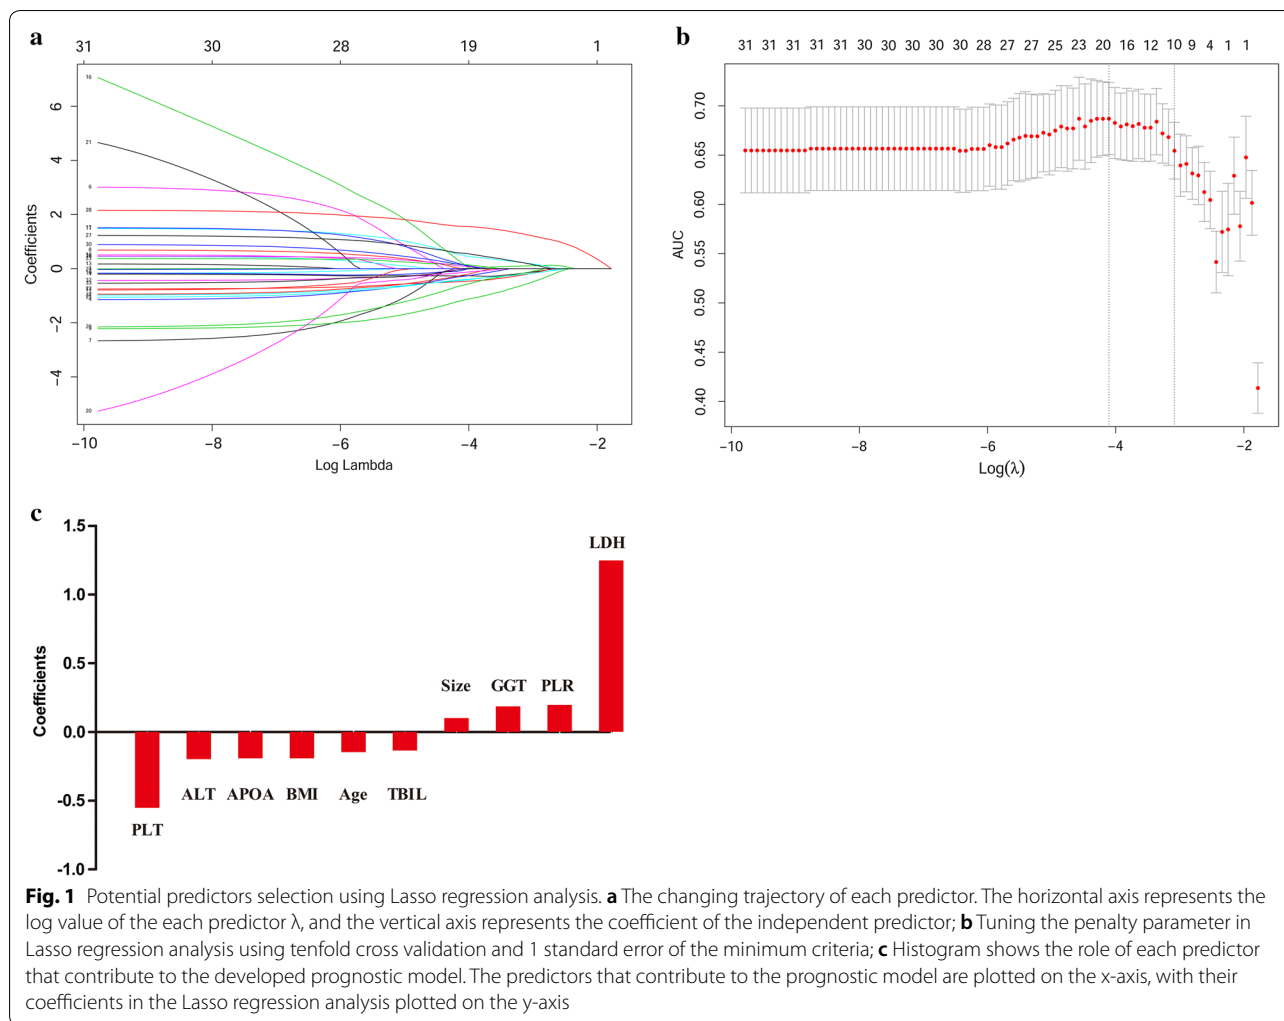 a
31 30 28 19 1
6
4
2
0
−2
−4
Coefficients
16
21
6
28
11
27
30
7
20
−10 −8 −6 −4 −2
Log Lambda
b
31 31 31 31 31 30 30 30 30 30 28 27 27 25 23 20 16 12 10 9 4 1 1
0.70
0.65
0.60
0.55
0.50
0.45
0.40
AUC
−10 −8 −6 −4 −2
Log(λ)
c
1.5
1.0
0.5
0.0
-0.5
-1.0
Coefficients
LDH
Size GGT PLR
ALT APOA BMI Age TBIL
PLT
Fig. 1 Potential predictors selection using Lasso regression analysis. a The changing trajectory of each predictor. The horizontal axis represents the
log value of the each predictor λ, and the vertical axis represents the coefficient of the independent predictor; b Tuning the penalty parameter in
Lasso regression analysis using tenfold cross validation and 1 standard error of the minimum criteria; c Histogram shows the role of each predictor
that contribute to the developed prognostic model. The predictors that contribute to the prognostic model are plotted on the x-axis, with their
coefficients in the Lasso regression analysis plotted on the y-axis